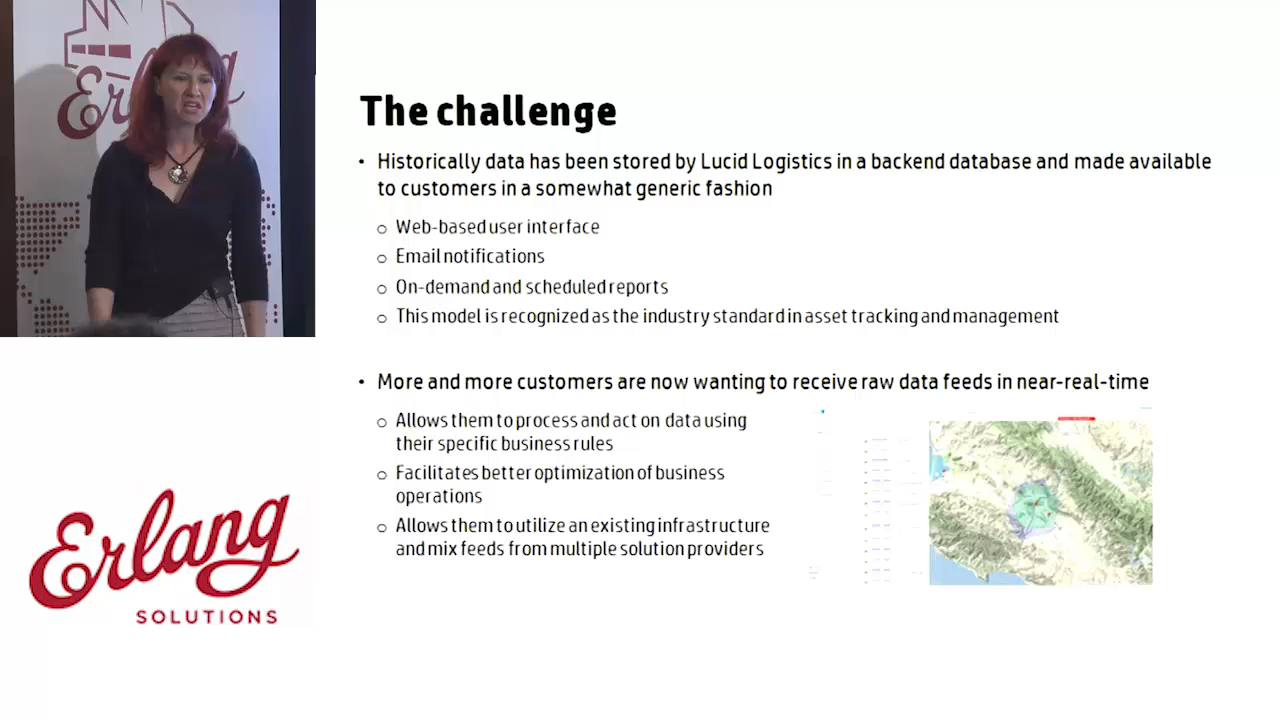 Erlang
The challenge
• Historically data has been stored by Lucid Logistics in a backend database and made available
to customers in a somewhat generic fashion
o Web-based user interface
o Email notifications
o On-demand and scheduled reports
o This model is recognized as the industry standard in asset tracking and management
• More and more customers are now wanting to receive raw data feeds in near-real-time
o Allows them to process and act on data using
their specific business rules
o Facilitates better optimization of business
operations
o Allows them to utilize an existing infrastructure
and mix feeds from multiple solution providers
Erlang
SOLUTIONS